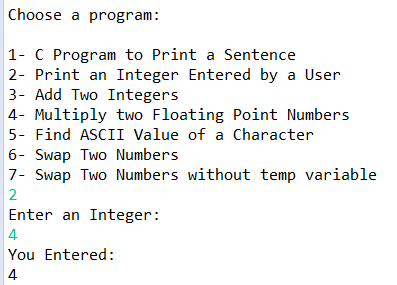 Choose a program:
1- C Program to Print a Sentence
2- Print an Integer Entered by a User
3- Add Two Integers
4- Multiply two Floating Point Numbers
5- Find ASCII Value of a Character
6- Swap Two Numbers
7- Swap Two Numbers without temp variable
2
Enter an Integer:
4
You Entered:
4